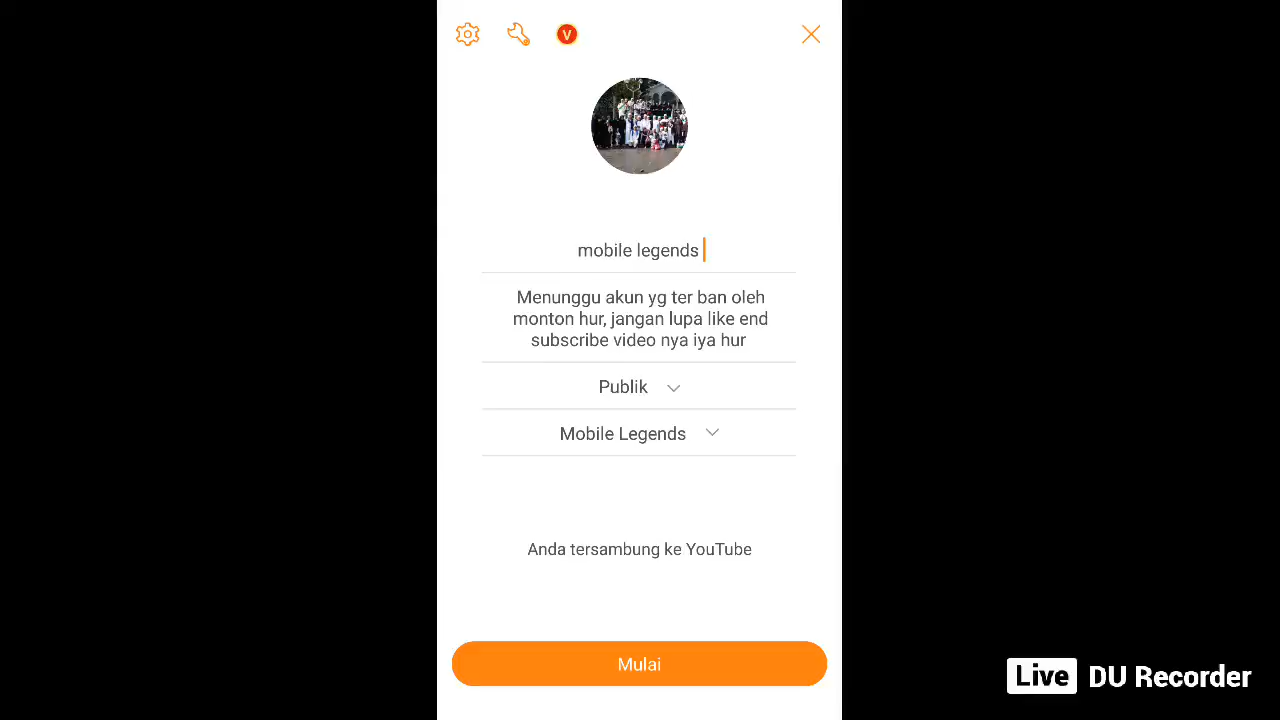 V
mobile legends
Menunggu akun yg ter ban oleh
monton hur, jangan lupa like end
subscribe video nya iya hur
Publik
Mobile Legends
Anda tersambung ke YouTube
Mulai
Live DU Recorder